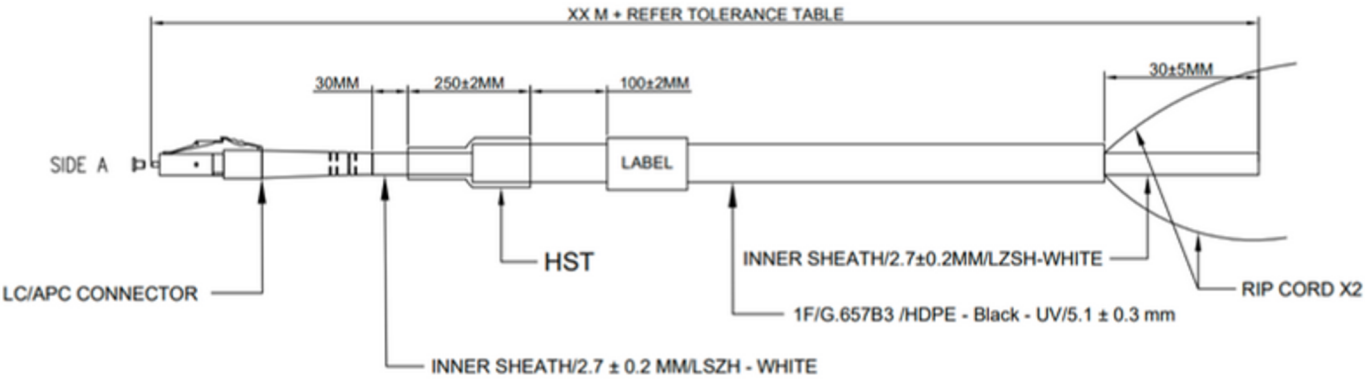 XX M + REFER TOLERANCE TABLE
30MM
250±2MM
100±2MM
30±5MM
SIDE A
LABEL
HST
INNER SHEATH/2.7±0.2MM/LZSH-WHITE
LC/APC CONNECTOR
RIP CORD X2
1F/G.657B3 /HDPE - Black - UV/5.1 ± 0.3 mm
INNER SHEATH/2.7 ± 0.2 MM/LSZH - WHITE